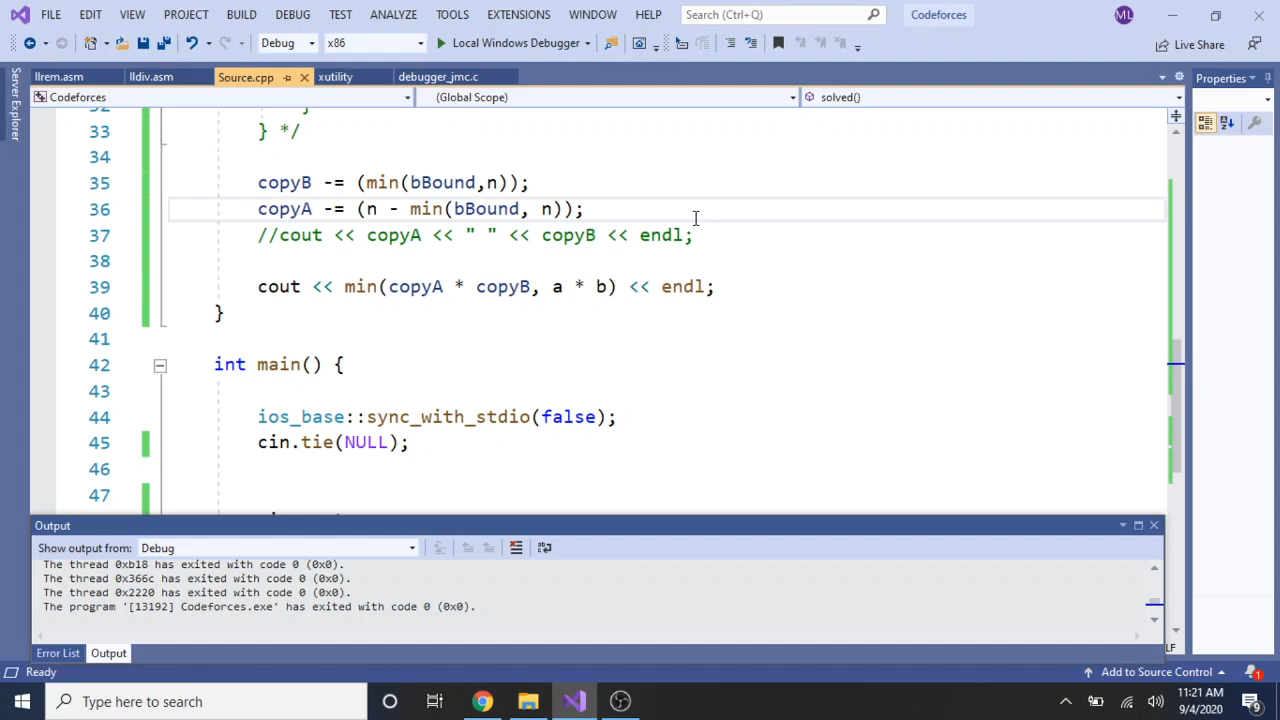 FILE EDIT VIEW PROJECT BUILD DEBUG TEST ANALYZE TOOLS EXTENSIONS WINDOW HELP Search (Ctrl+Q) Codeforces ML
Debug x86 Local Windows Debugger Live Share
Server Explorer
llrem.asm lldiv.asm Source.cpp xutility debugger_jmc.c Properties
Codeforces (Global Scope) solved()
32 }
33 } */
34
35 copyB -= (min(bBound,n));
36 copyA -= (n - min(bBound, n));
37 //cout << copyA << " " << copyB << endl;
38
39 cout << min(copyA * copyB, a * b) << endl;
40 }
41
42 int main() {
43
44 ios_base::sync_with_stdio(false);
45 cin.tie(NULL);
46
47
Output
Show output from: Debug
The thread 0xb18 has exited with code 0 (0x0).
The thread 0x366c has exited with code 0 (0x0).
The thread 0x2220 has exited with code 0 (0x0).
The program '[13192] Codeforces.exe' has exited with code 0 (0x0).
LF
Error List Output
Ready Add to Source Control 1
Type here to search
11:21 AM
9/4/2020
9